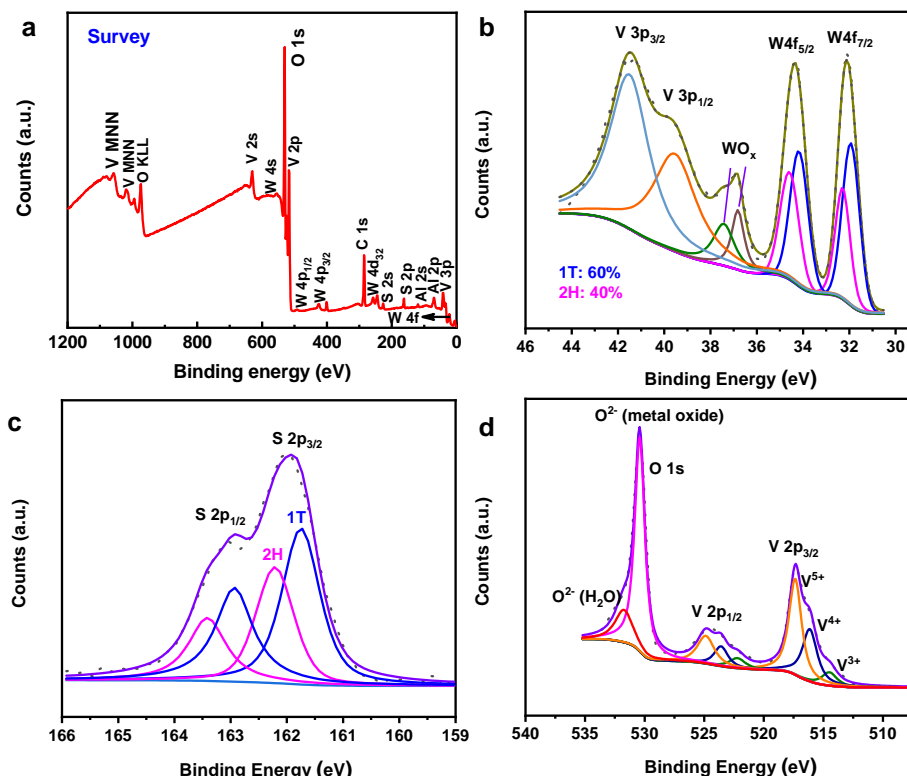 a
Survey
O 1s
V MNN
V MNN
O KLL
V 2s
W 4s
V 2p
W 4p1/2
W 4p3/2
C 1s
W 4d32
S 2s
S 2p
Al 2s
Al 2p
V 3p
W 4f
Counts (a.u.)
1200 1000 800 600 400 200 0
Binding energy (eV)
b
V 3p3/2
V 3p1/2
WOx
W4f5/2
W4f7/2
1T: 60%
2H: 40%
Counts (a.u.)
46 44 42 40 38 36 34 32 30
Binding Energy (eV)
c
S 2p3/2
S 2p1/2
1T
2H
Counts (a.u.)
166 165 164 163 162 161 160 159
Binding Energy (eV)
d
O2- (metal oxide)
O 1s
O2- (H2O)
V 2p1/2
V 2p3/2
V5+
V4+
V3+
Counts (a.u.)
540 535 530 525 520 515 510
Binding Energy (eV)